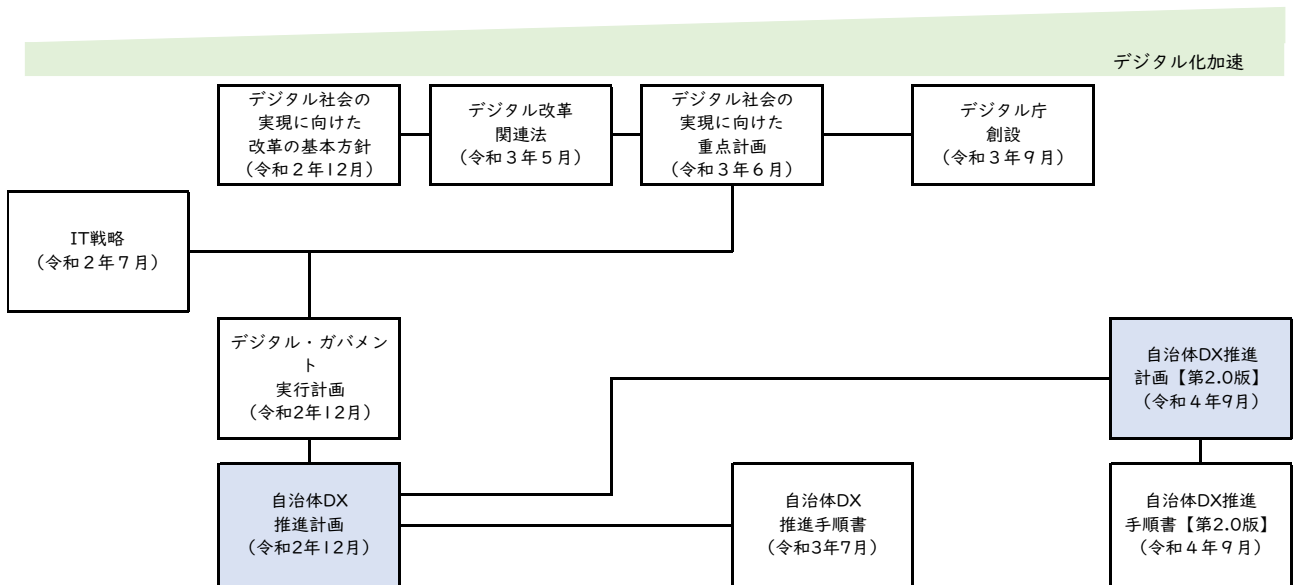 デジタル化加速
デジタル社会の
実現に向けた
改革の基本方針
（令和２年12月）
デジタル改革
関連法
（令和３年５月）
デジタル社会の
実現に向けた
重点計画
（令和３年６月）
デジタル庁
創設
（令和３年９月）
IT戦略
（令和２年７月）
デジタル・ガバメン
ト
実行計画
（令和2年12月）
自治体DX推進
計画【第2.0版】
（令和４年9月）
自治体DX
推進計画
（令和2年12月）
自治体DX
推進手順書
（令和3年7月）
自治体DX推進
手順書【第2.0版】
（令和４年９月）